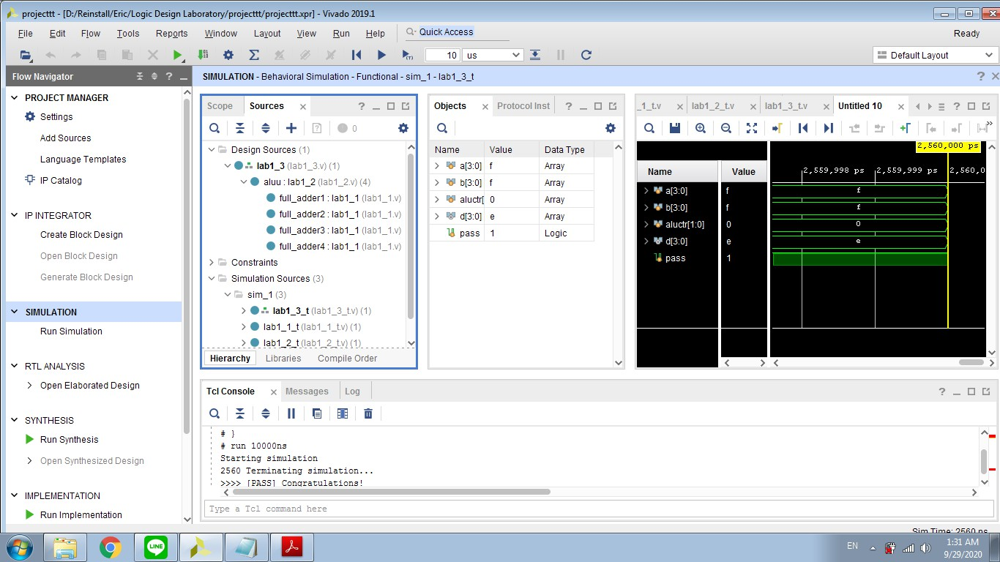 projecttt - [D:/Reinstall/Eric/Logic Design Laboratory/projecttt/projecttt.xpr] - Vivado 2019.1
File Edit Flow Tools Reports Window Layout View Run Help Quick Access Ready
10 us Default Layout
Flow Navigator
PROJECT MANAGER
Settings
Add Sources
Language Templates
IP Catalog
IP INTEGRATOR
Create Block Design
Open Block Design
Generate Block Design
SIMULATION
Run Simulation
RTL ANALYSIS
Open Elaborated Design
SYNTHESIS
Run Synthesis
Open Synthesized Design
IMPLEMENTATION
Run Implementation
SIMULATION - Behavioral Simulation - Functional - sim_1 - lab1_3_t
Scope Sources
0
Design Sources (1)
lab1_3 (lab1_3.v) (1)
aluu : lab1_2 (lab1_2.v) (4)
full_adder1 : lab1_1 (lab1_1.v)
full_adder2 : lab1_1 (lab1_1.v)
full_adder3 : lab1_1 (lab1_1.v)
full_adder4 : lab1_1 (lab1_1.v)
Constraints
Simulation Sources (3)
sim_1 (3)
lab1_3_t (lab1_3_t.v) (1)
lab1_1_t (lab1_1_t.v) (1)
lab1_2_t (lab1_2_t.v) (1)
Hierarchy Libraries Compile Order
Objects Protocol Inst
Name Value Data Type
a[3:0] f Array
b[3:0] f Array
aluctr[ 0 Array
d[3:0] e Array
pass 1 Logic
_1_t.v lab1_2_t.v lab1_3_t.v Untitled 10
2,560,000 ps
Name Value 2,559,998 ps 2,559,999 ps 2,560,0
a[3:0] f f
b[3:0] f f
aluctr[1:0] 0 0
d[3:0] e e
pass 1
Tcl Console Messages Log
# }
# run 10000ns
Starting simulation
2560 Terminating simulation...
>>>> [PASS] Congratulations!
Type a Tcl command here
Sim Time: 2560 ns
LINE
EN
1:31 AM
9/29/2020